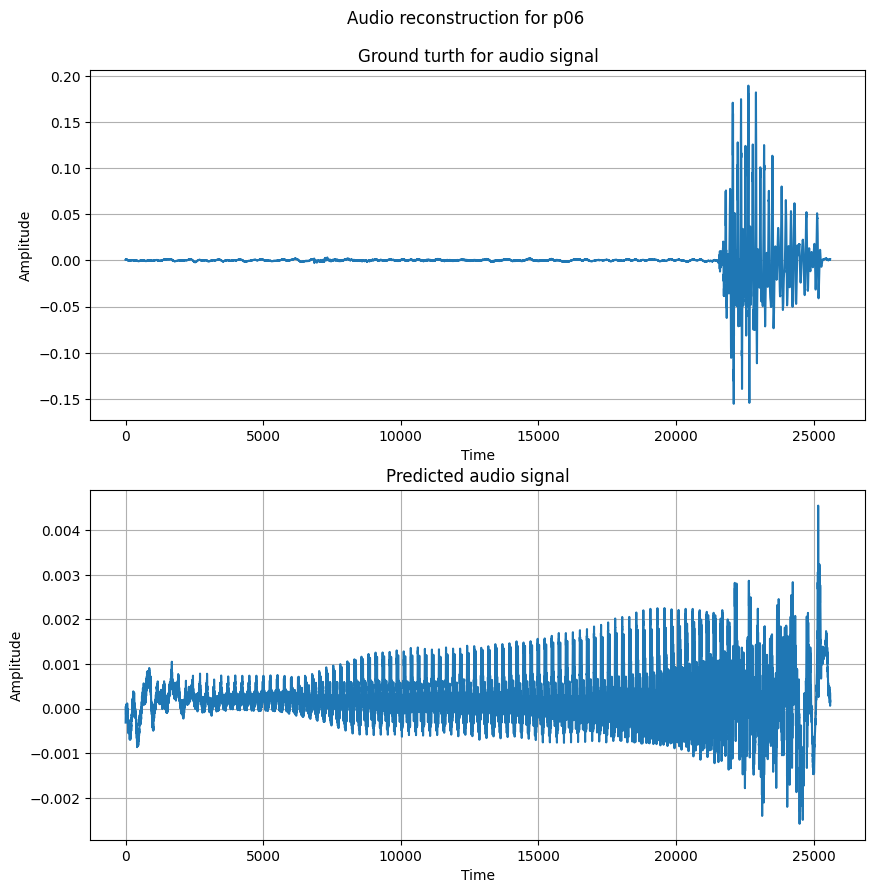 Audio reconstruction for p06
Ground turth for audio signal
0.20
0.15
0.10
0.05
0.00
−0.05
−0.10
−0.15
Amplitude
0 5000 10000 15000 20000 25000
Time
Predicted audio signal
0.004
0.003
0.002
0.001
0.000
−0.001
−0.002
Amplitude
0 5000 10000 15000 20000 25000
Time